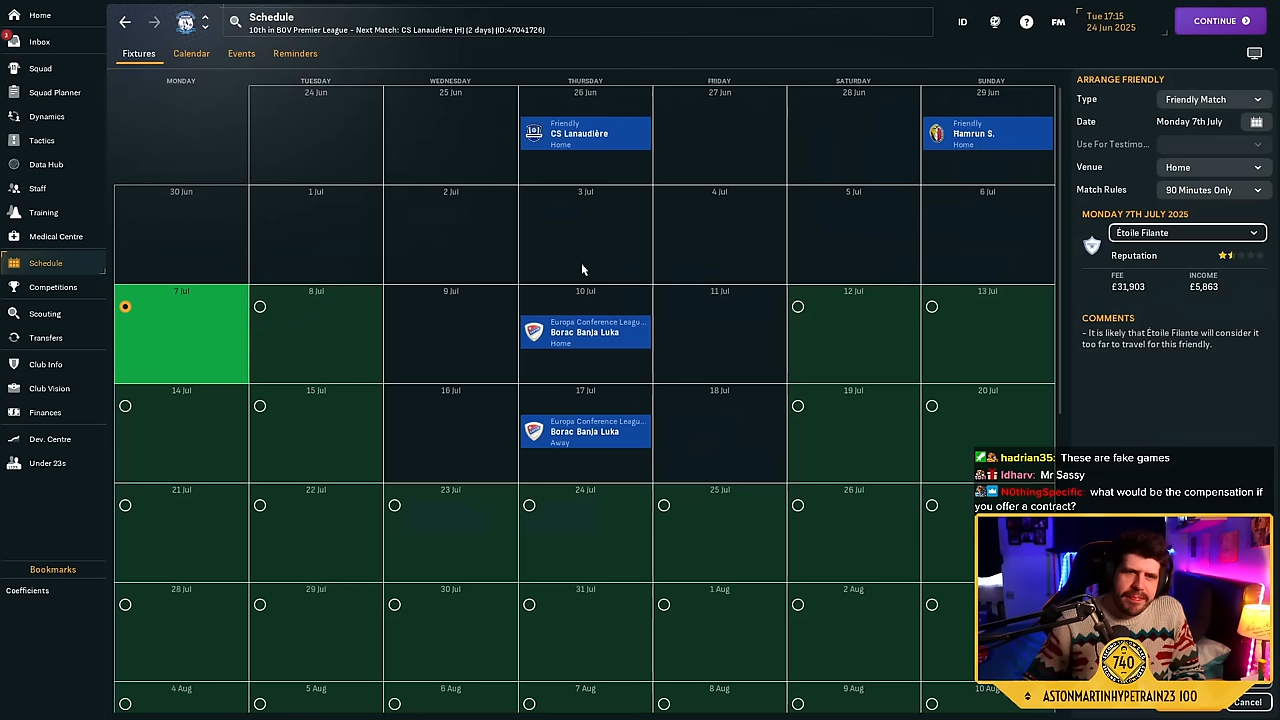 Home
3
Inbox
Squad
Squad Planner
Dynamics
Tactics
Data Hub
Staff
Training
Medical Centre
Schedule
Competitions
Scouting
Transfers
Club Info
Club Vision
Finances
Dev. Centre
Under 23s
Bookmarks
Coefficients
Schedule
10th in BOV Premier League - Next Match: CS Lanaudière (H) (2 days) (ID:47041726)
ID
FM
Tue 17:15
24 Jun 2025
CONTINUE
Fixtures Calendar Events Reminders
MONDAY TUESDAY WEDNESDAY THURSDAY FRIDAY SATURDAY SUNDAY
24 Jun 25 Jun 26 Jun 27 Jun 28 Jun 29 Jun
Friendly
CS Lanaudière
Home
Friendly
Ħamrun S.
Home
30 Jun 1 Jul 2 Jul 3 Jul 4 Jul 5 Jul 6 Jul
7 Jul 8 Jul 9 Jul 10 Jul 11 Jul 12 Jul 13 Jul
Europa Conference Leagu...
Borac Banja Luka
Home
14 Jul 15 Jul 16 Jul 17 Jul 18 Jul 19 Jul 20 Jul
Europa Conference Leagu...
Borac Banja Luka
Away
21 Jul 22 Jul 23 Jul 24 Jul 25 Jul 26 Jul
28 Jul 29 Jul 30 Jul 31 Jul 1 Aug 2 Aug
4 Aug 5 Aug 6 Aug 7 Aug 8 Aug 9 Aug 10 Aug
ARRANGE FRIENDLY
Type Friendly Match
Date Monday 7th July
Use For Testimo...
Venue Home
Match Rules 90 Minutes Only
MONDAY 7TH JULY 2025
Étoile Filante
Reputation
FEE INCOME
£31,903 £5,863
COMMENTS
- It is likely that Étoile Filante will consider it
too far to travel for this friendly.
hadrian35: These are fake games
ldharv: Mr Sassy
N0thingSpecific: what would be the compensation if
you offer a contract?
740
ASTONMARTINHYPETRAIN23 100
Cancel